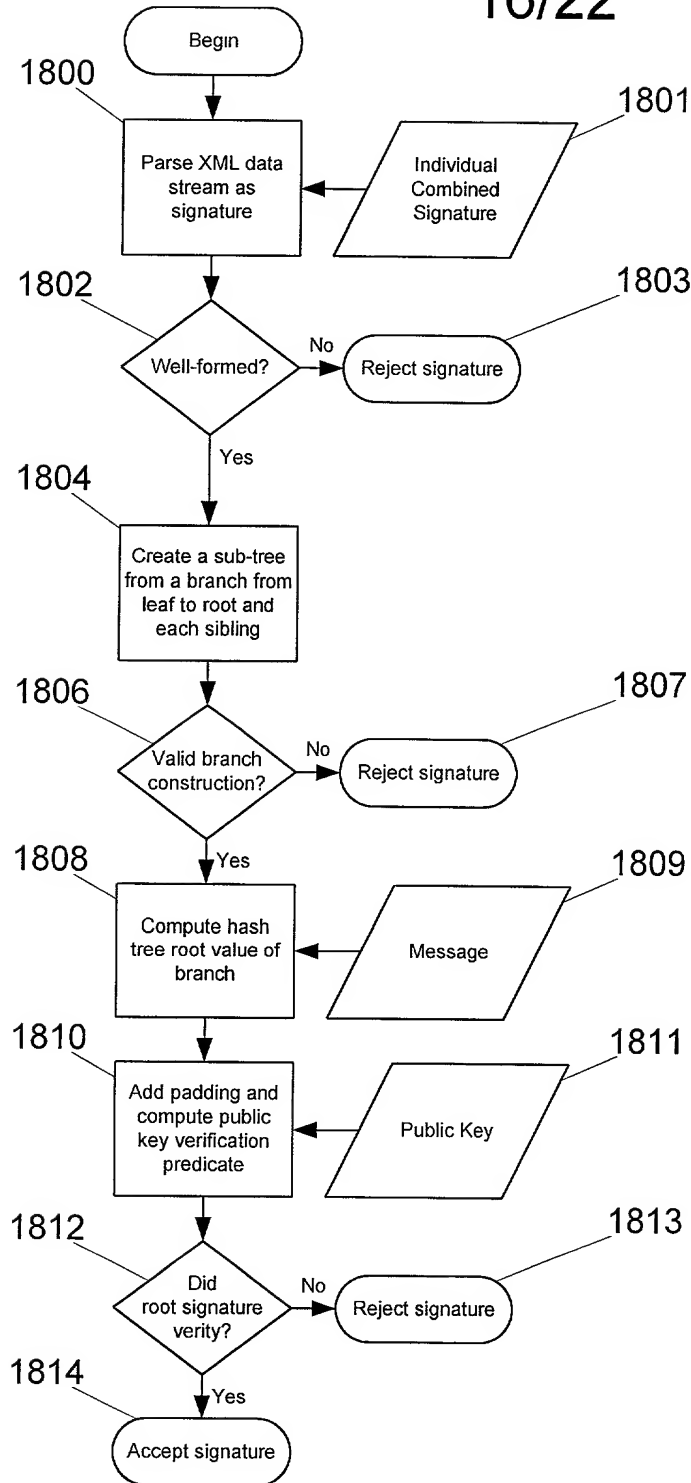 16/22
Begin
1800
1801
Parse XML data
stream as
signature
Individual
Combined
Signature
1802
1803
Well-formed?
No
Reject signature
Yes
1804
Create a sub-tree
from a branch from
leaf to root and
each sibling
1806
1807
Valid branch
construction?
No
Reject signature
Yes
1808
1809
Compute hash
tree root value of
branch
Message
1810
1811
Add padding and
compute public
key verification
predicate
Public Key
1812
1813
Did
root signature
verity?
No
Reject signature
1814
Yes
Accept signature